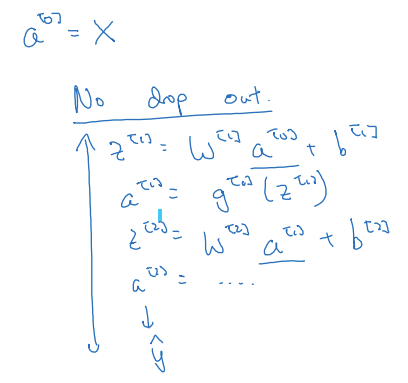 a^[0] = X
No drop out.
z^[1] = W^[1] a^[0] + b^[1]
a^[1] = g^[1] (z^[1])
z^[2] = W^[2] a^[1] + b^[2]
a^[2] = ....
↓
ŷ